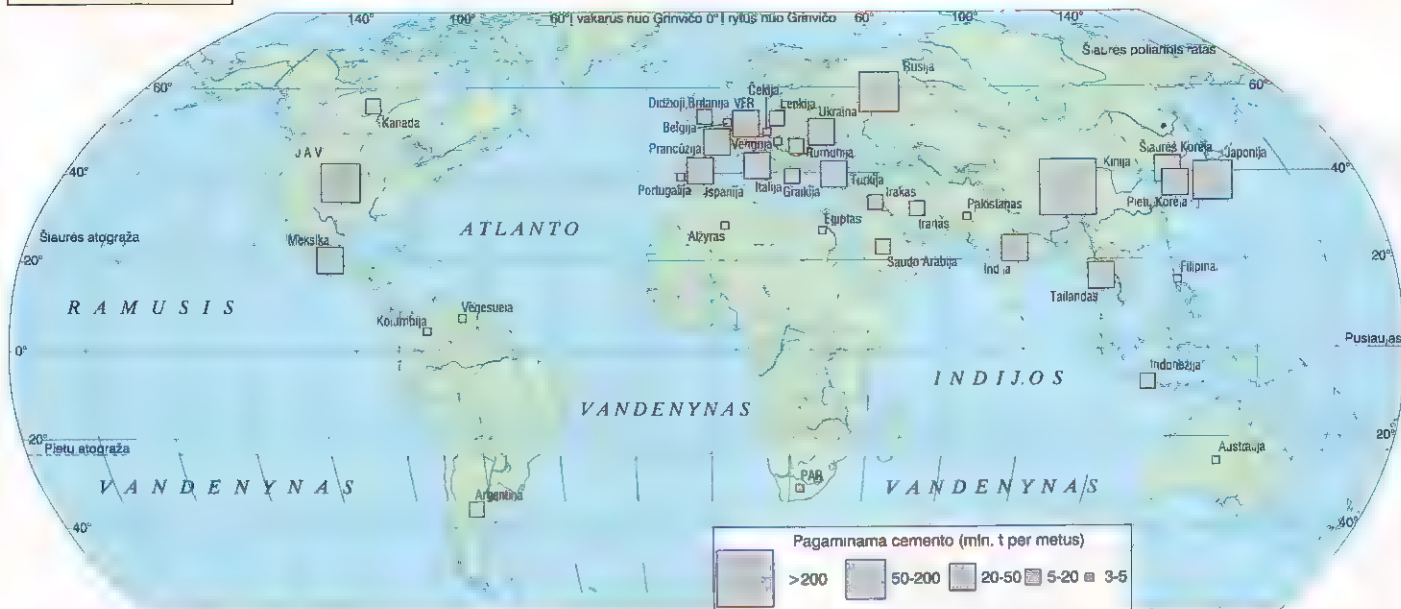 140° 100° 60° vakarus nuo Grinvičo 0° rytus nuo Grinvičo 60° 100° 140°
Šiaurės poliarinis ratas
60° 60°
Rusija
Čekija
Didžioji Britanija VFR Lenkija
Kanada
Ukraina
Belgija
Prancūzija Vengrija Rumunija
JAV
Kinija Šiaurės Korėja Japonija
40° 40°
Portugalija Ispanija Italija Graikija Turkija
Pietų Korėja
Irakas Iranas Pakistanas
Alžyras Egiptas
ATLANTO
Šiaurės atogrąža
Meksika
Saudo Arabija Indija
20° 20°
Tailandas Filipinai
RAMUSIS
Kolumbija Venesuela
Pusiaujas
0°
Indonezija
INDIJOS
VANDENYNAS
20° 20°
Pietų atogrąža
Australija
PAR
VANDENYNAS VANDENYNAS
Argentina
40° 40°
Pagaminama cemento (mln. t per metus)
>200 50-200 20-50 5-20 3-5